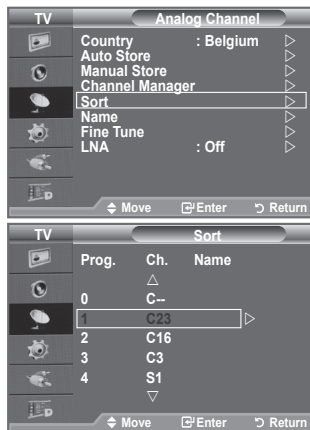 TV Analog Channel
Country : Belgium
Auto Store
Manual Store
Channel Manager
Sort
Name
Fine Tune
LNA : Off
Move Enter Return
TV Sort
Prog. Ch. Name
0 C--
1 C23
2 C16
3 C3
4 S1
Move Enter Return